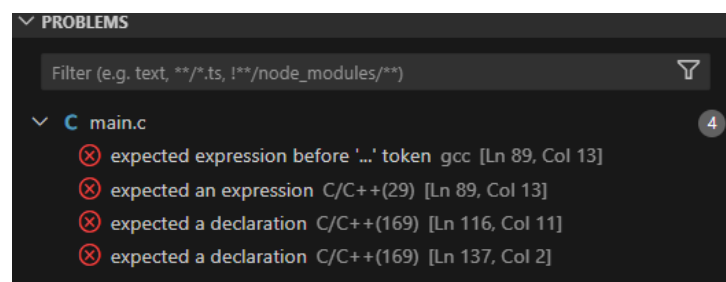 PROBLEMS
Filter (e.g. text, **/*.ts, !**/node_modules/**)
C main.c 4
expected expression before '...' token gcc [Ln 89, Col 13]
expected an expression C/C++(29) [Ln 89, Col 13]
expected a declaration C/C++(169) [Ln 116, Col 11]
expected a declaration C/C++(169) [Ln 137, Col 2]